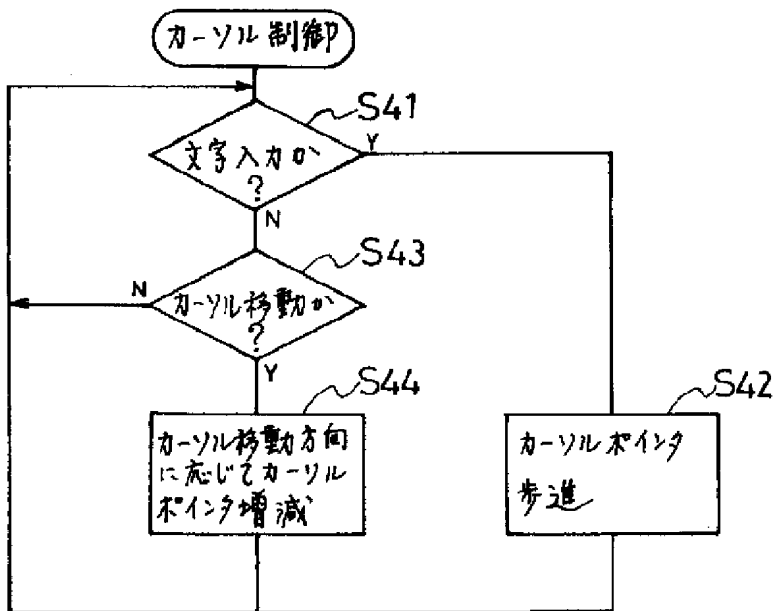 カーソル制御
S41
文字入力か
?
Y
N
S43
カーソル移動か
?
N
Y
S44
カーソル移動方向
に応じてカーソル
ポインタ増減
S42
カーソルポインタ
歩進